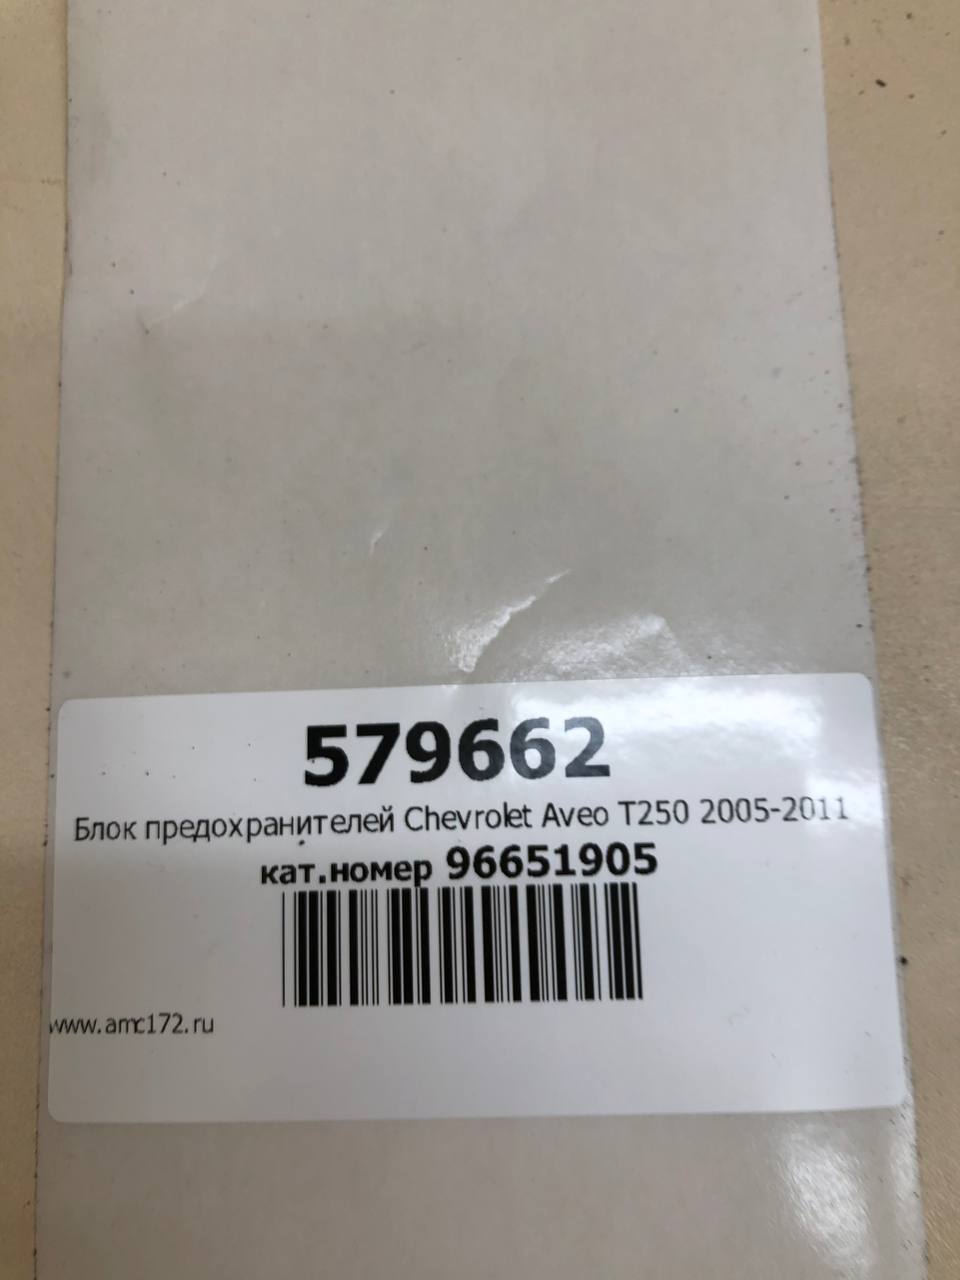 579662
Блок предохранителей Chevrolet Aveo T250 2005-2011
кат.номер 96651905
www.amc172.ru